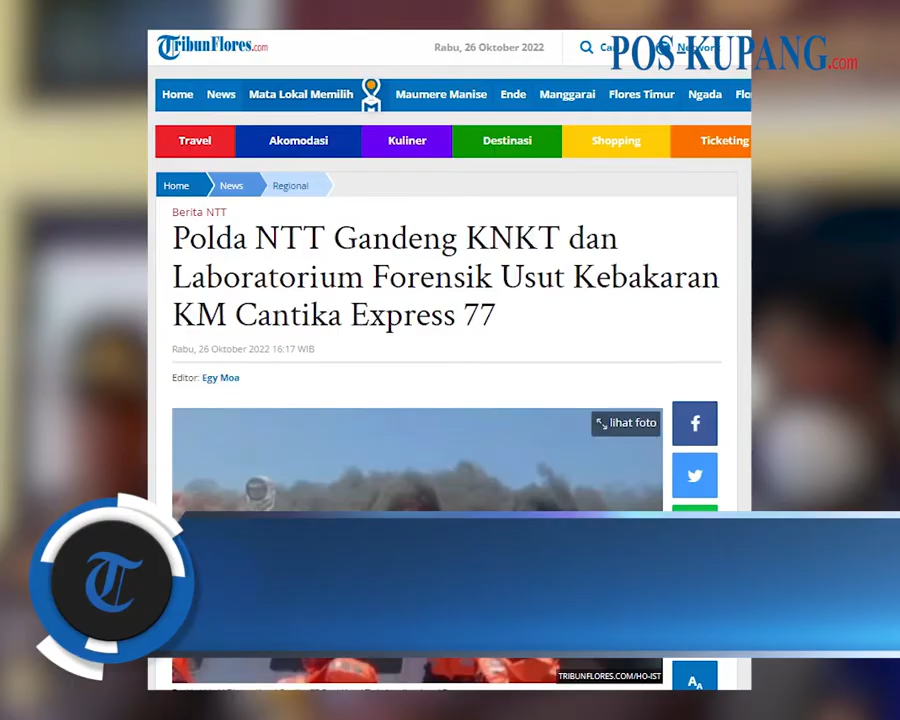 TribunFlores.com
Rabu, 26 Oktober 2022
POS-KUPANG.com
Home News Mata Lokal Memilih Maumere Manise Ende Manggarai Flores Timur Ngada Flo
Travel Akomodasi Kuliner Destinasi Shopping Ticketing
Home News Regional
Berita NTT
Polda NTT Gandeng KNKT dan
Laboratorium Forensik Usut Kebakaran
KM Cantika Express 77
Rabu, 26 Oktober 2022 16:17 WIB
Editor: Egy Moa
lihat foto
f
T
TRIBUNFLORES.COM/HO-IST
AA